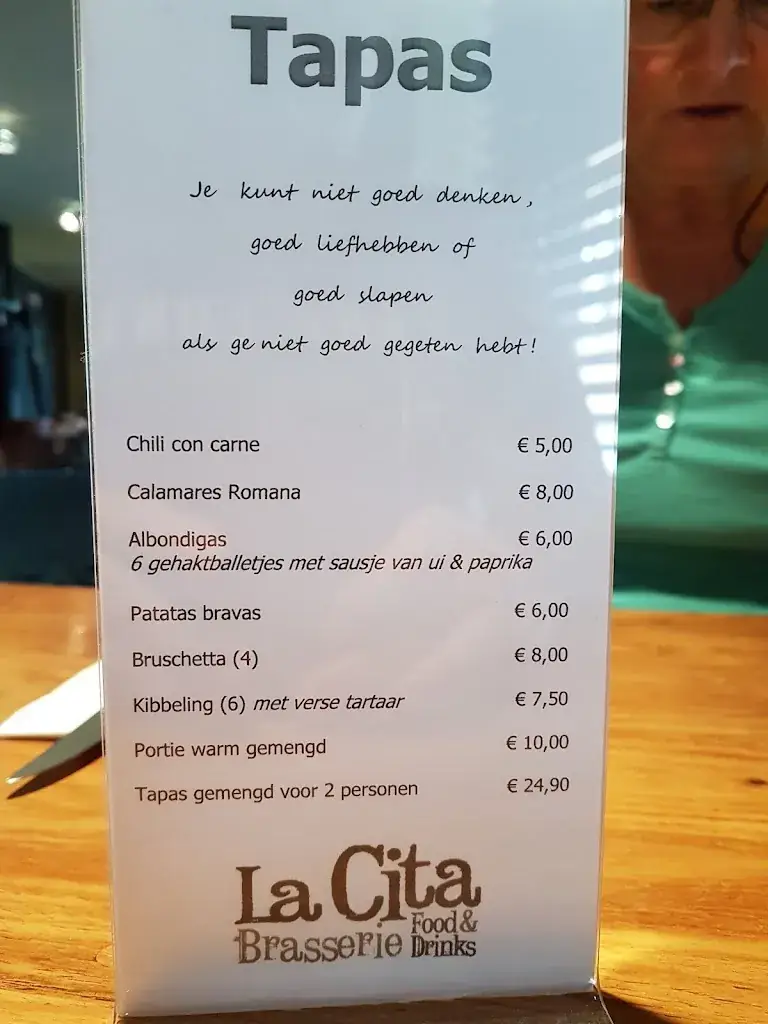 Tapas
Je kunt niet goed denken,
goed liefhebben of
goed slapen
als ge niet goed gegeten hebt!
Chili con carne € 5,00
Calamares Romana € 8,00
Albondigas € 6,00
6 gehaktballetjes met sausje van ui & paprika
Patatas bravas € 6,00
Bruschetta (4) € 8,00
Kibbeling (6) met verse tartaar € 7,50
Portie warm gemengd € 10,00
Tapas gemengd voor 2 personen € 24,90
La Cita
Brasserie Food & Drinks